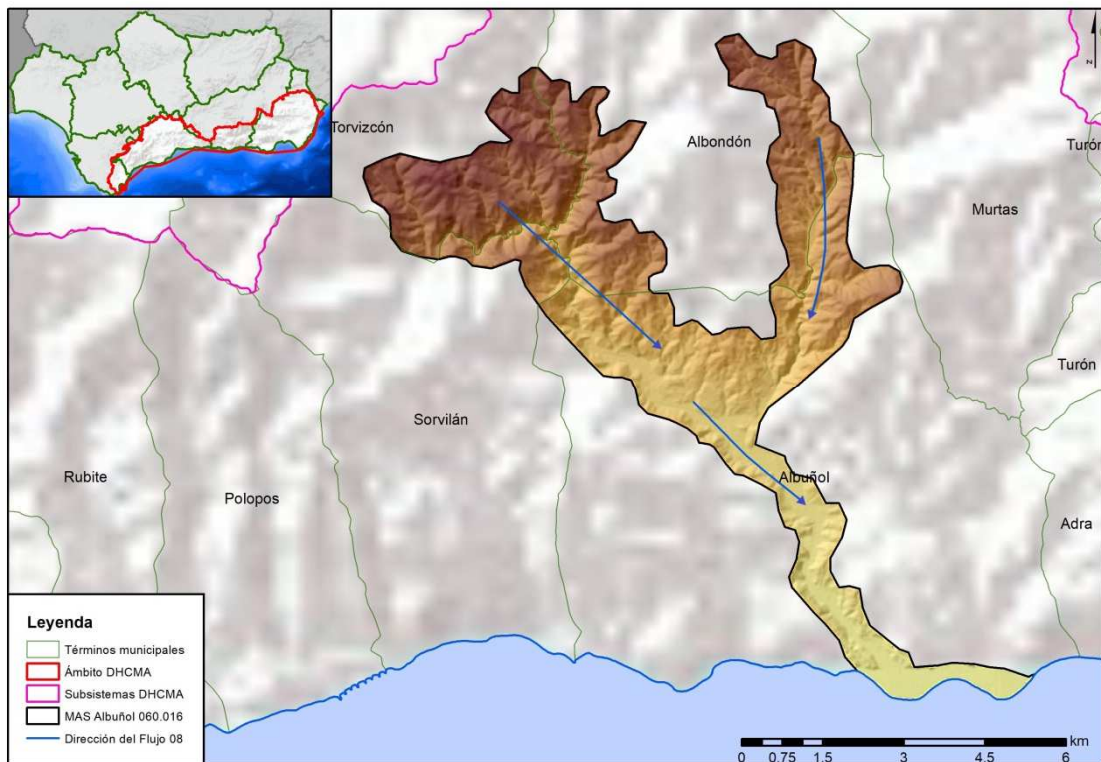 Torvizcón
Albondón
Turón
Murtas
Turón
Sorvilán
Albuñol
Rubite
Polopos
Adra
Leyenda
Términos municipales
Ámbito DHCMA
Subsistemas DHCMA
MAS Albuñol 060.016
Dirección del Flujo 08
km
0 0.75 1.5 3 4.5 6
N